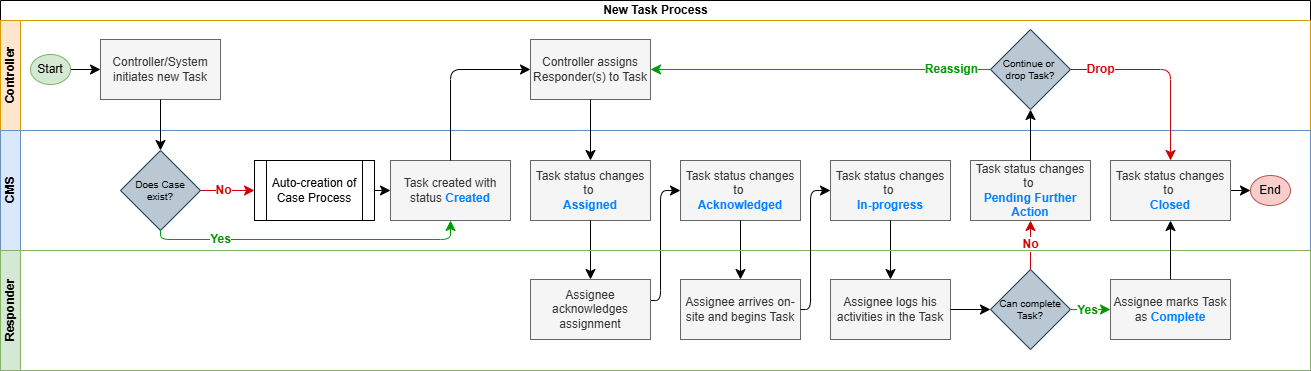 New Task Process
Controller
Start
Controller/System
initiates new Task
Controller assigns
Responder(s) to Task
Reassign
Continue or
drop Task?
Drop
CMS
Does Case
exist?
No
Yes
Auto-creation of
Case Process
Task created with
status Created
Task status changes
to
Assigned
Task status changes
to
Acknowledged
Task status changes
to
In-progress
Task status changes
to
Pending Further
Action
Task status changes
to
Closed
End
Responder
Assignee
acknowledges
assignment
Assignee arrives on-
site and begins Task
Assignee logs his
activities in the Task
No
Can complete
Task?
Yes
Assignee marks Task
as Complete